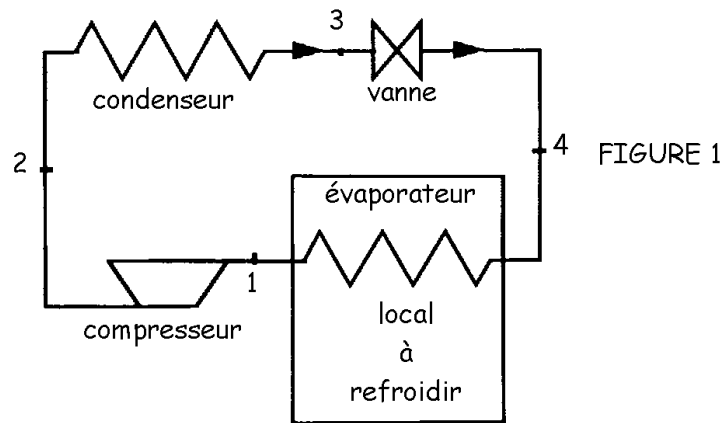 3
condenseur
vanne
2
4
FIGURE 1
évaporateur
1
compresseur
local
à
refroidir